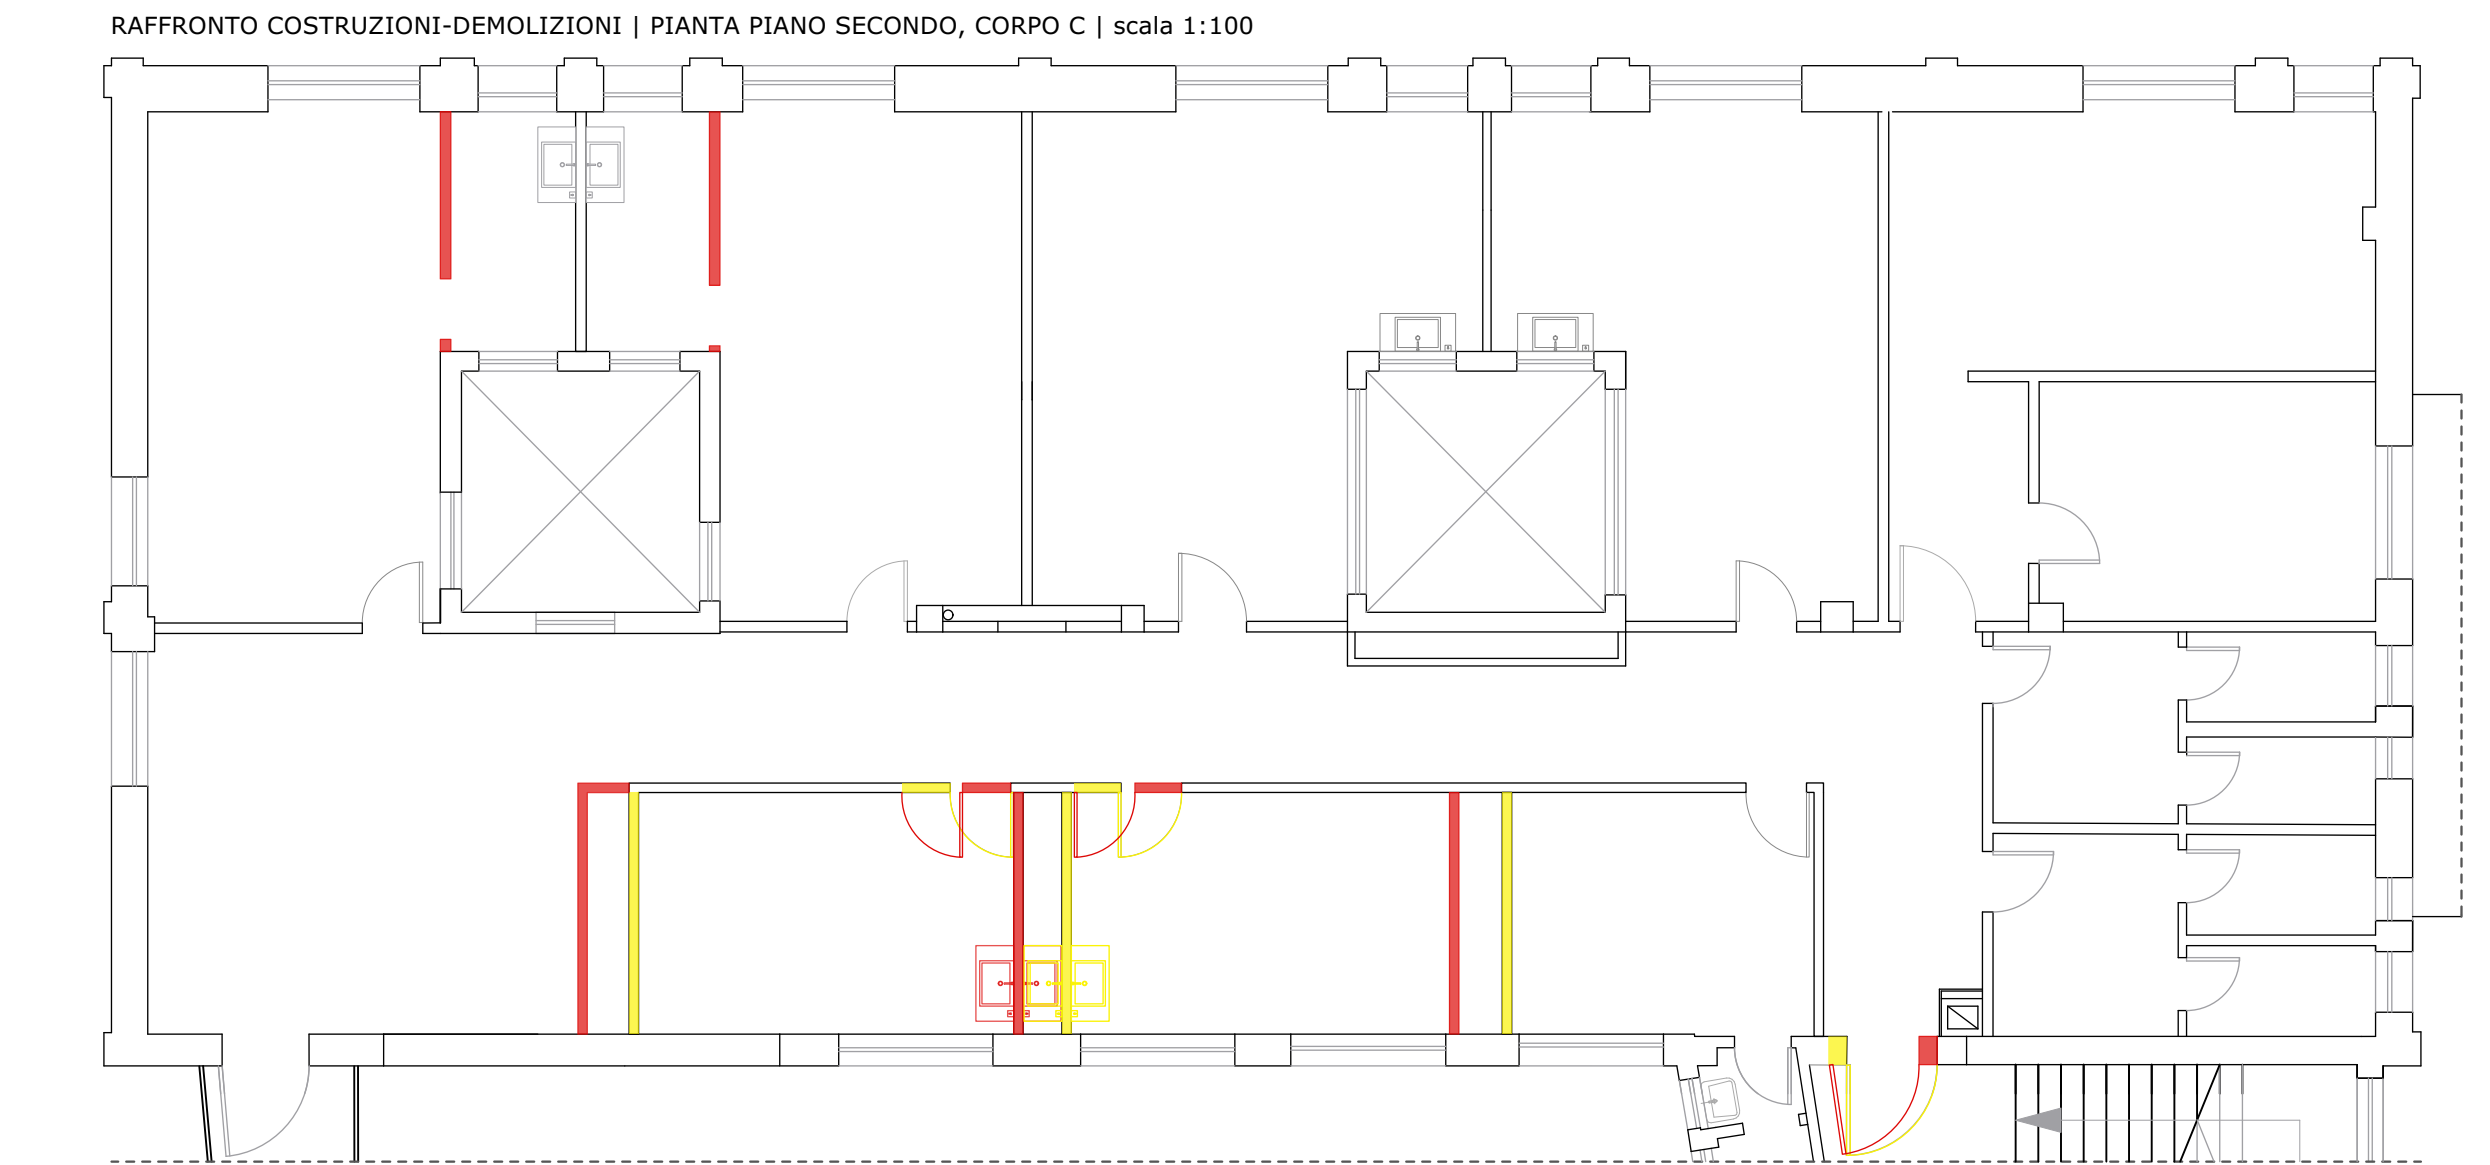 RAFFRONTO COSTRUZIONI-DEMOLIZIONI | PIANTA PIANO SECONDO, CORPO C | scala 1:100